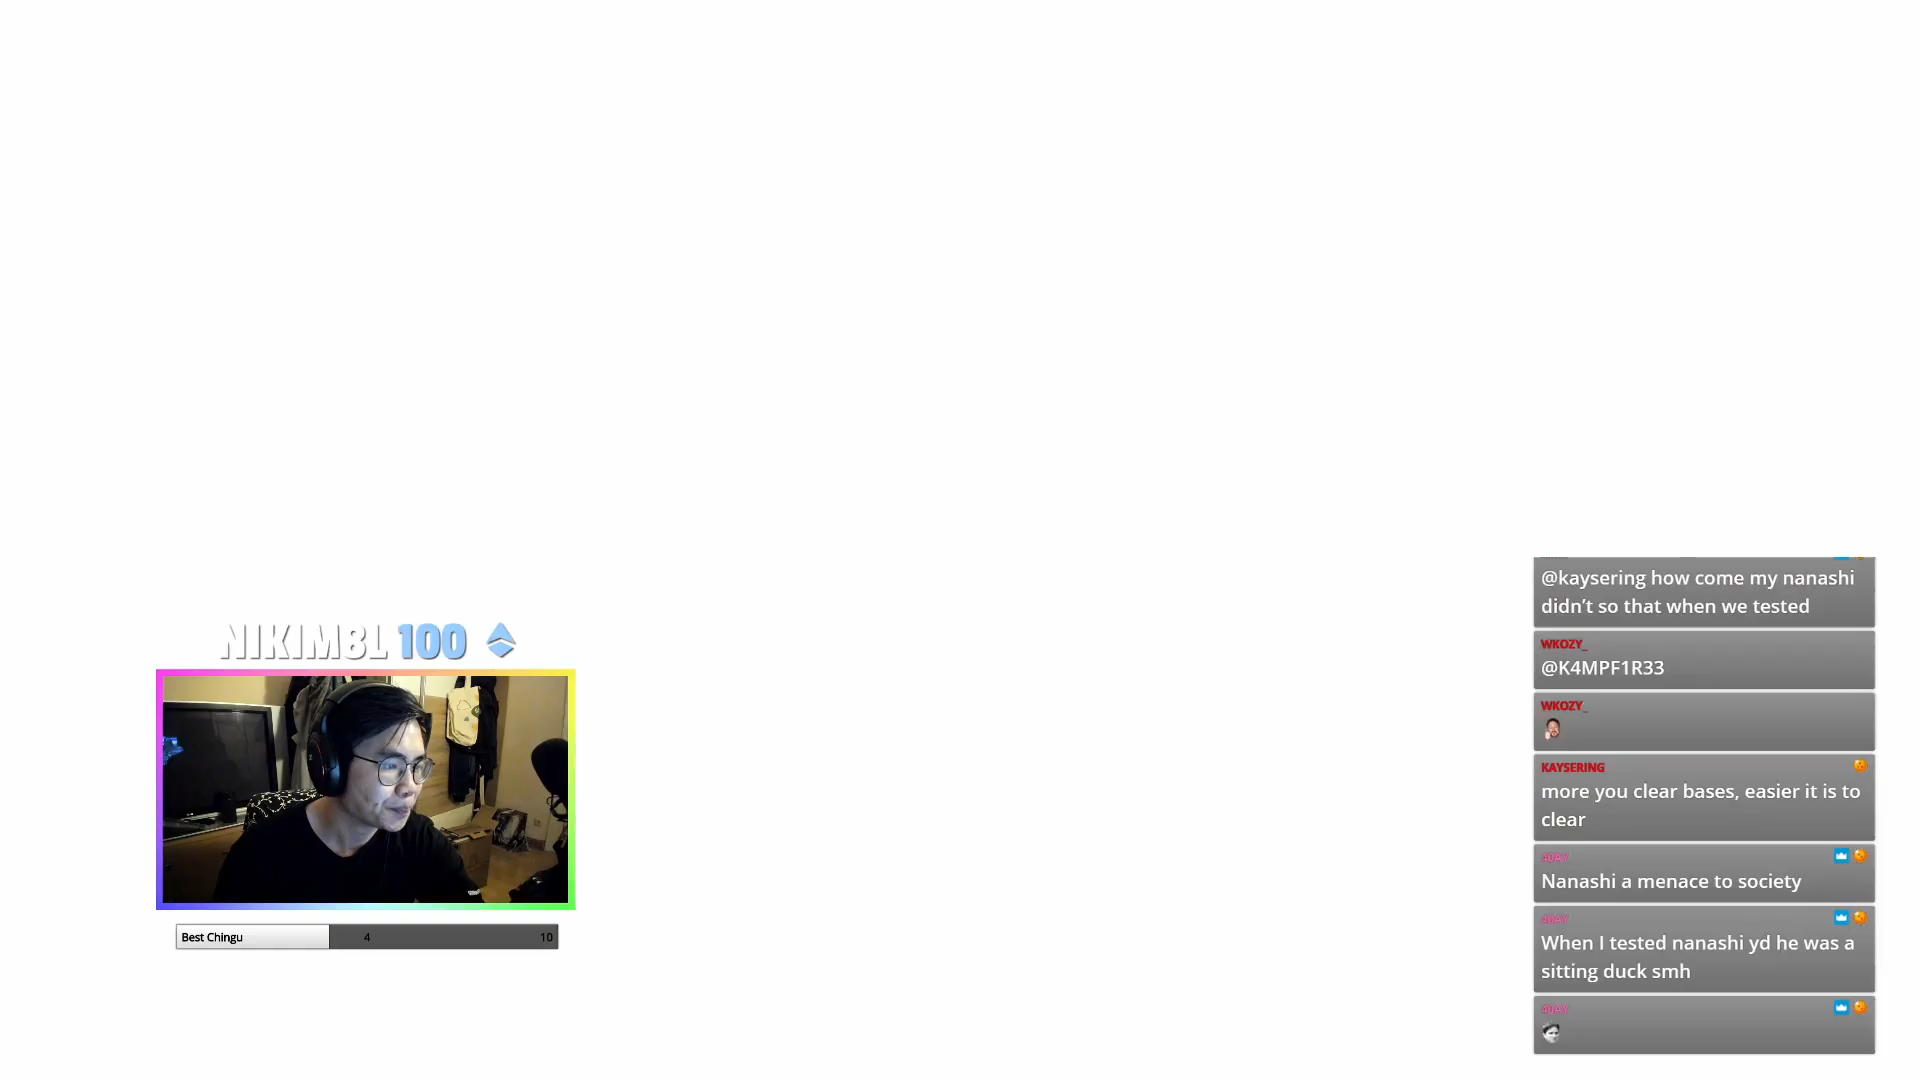 NIKIM8L 100
Best Chingu 4 10
@kaysering how come my nanashi
didn't so that when we tested
WKOZY_
@K4MPF1R33
WKOZY_
KAYSERING
more you clear bases, easier it is to
clear
Nanashi a menace to society
When I tested nanashi yd he was a
sitting duck smh